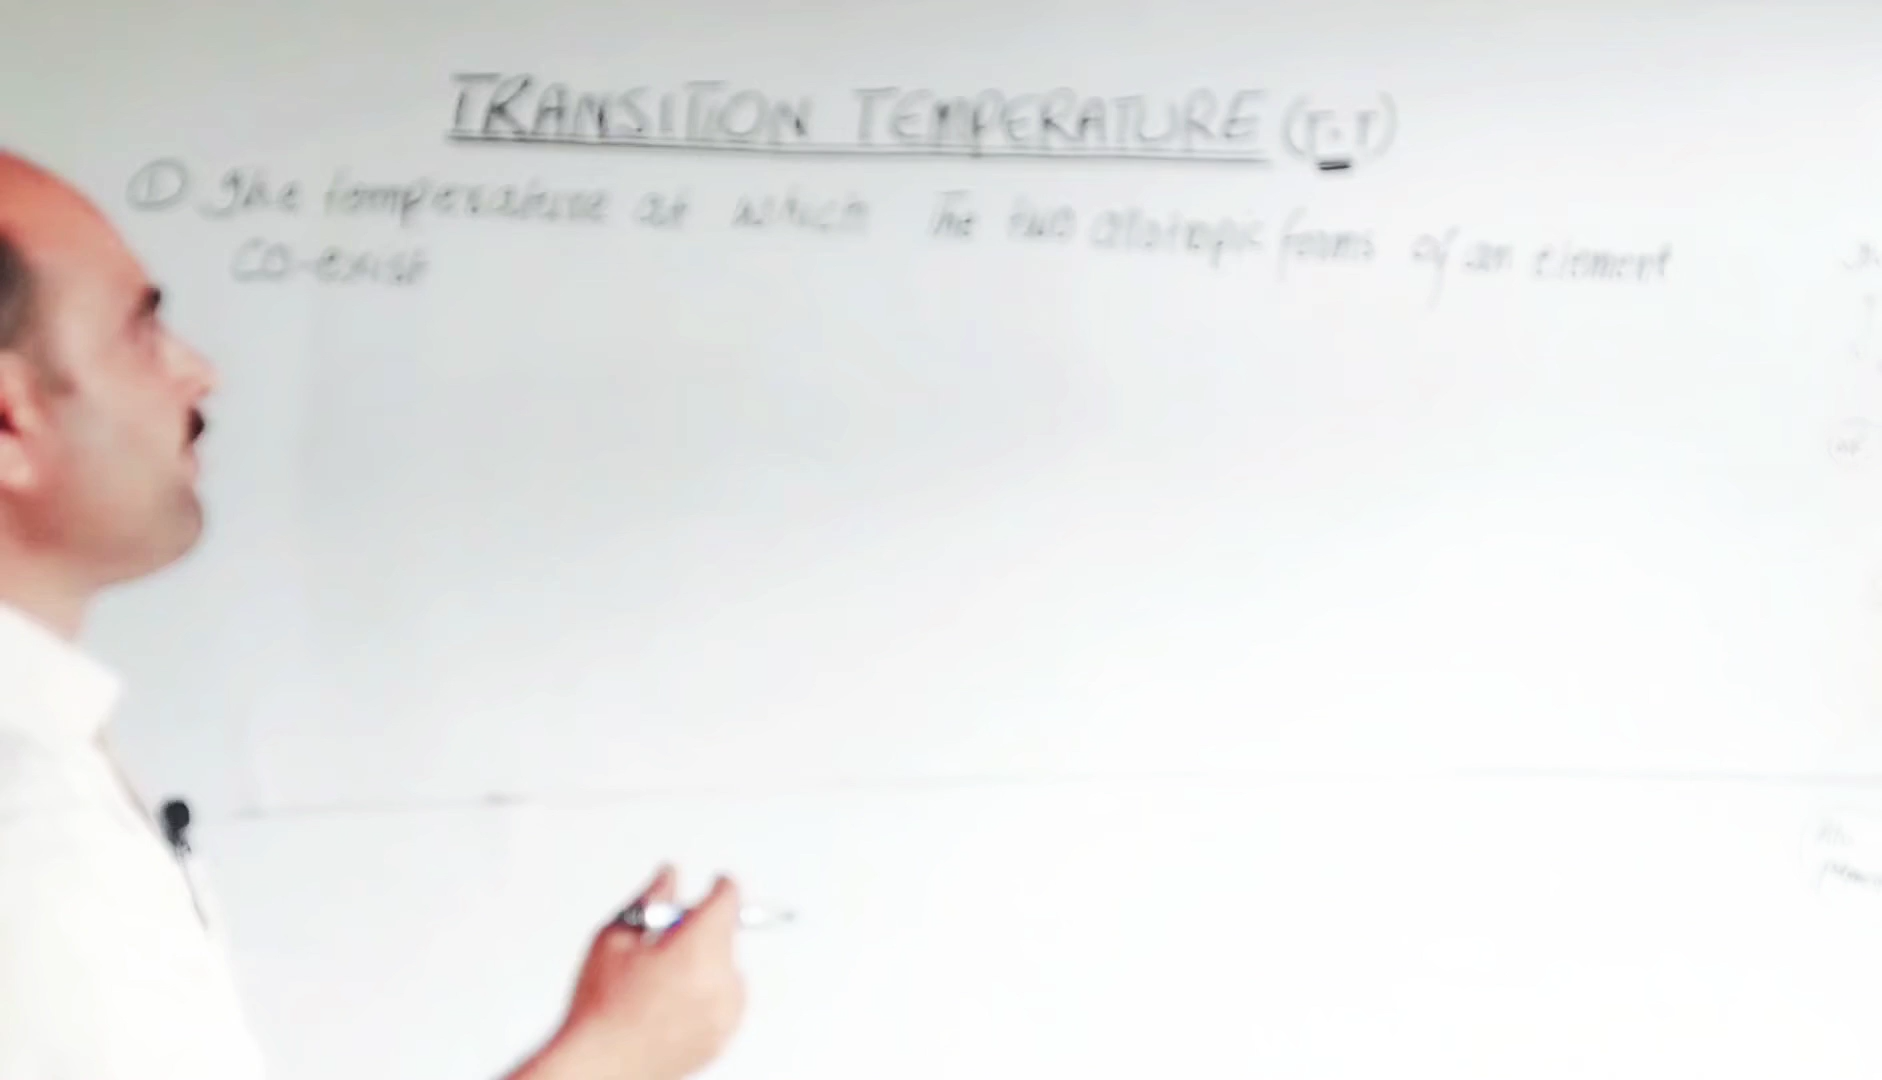 TRANSITION TEMPERATURE (T.T)
① The temperature at which The two allotropic forms of an element
co-exist